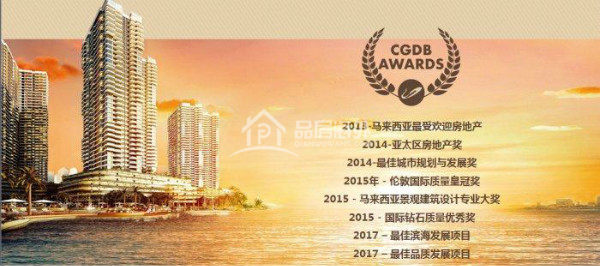 CGDB
AWARDS
2013 -马来西亚最受欢迎房地产
2014-亚太区房地产奖
2014-最佳城市规划与发展奖
2015年 - 伦敦国际质量皇冠奖
2015 - 马来西亚景观建筑设计专业大奖
2015 - 国际钻石质量优秀奖
2017 – 最佳滨海发展项目
2017 – 最佳品质发展项目